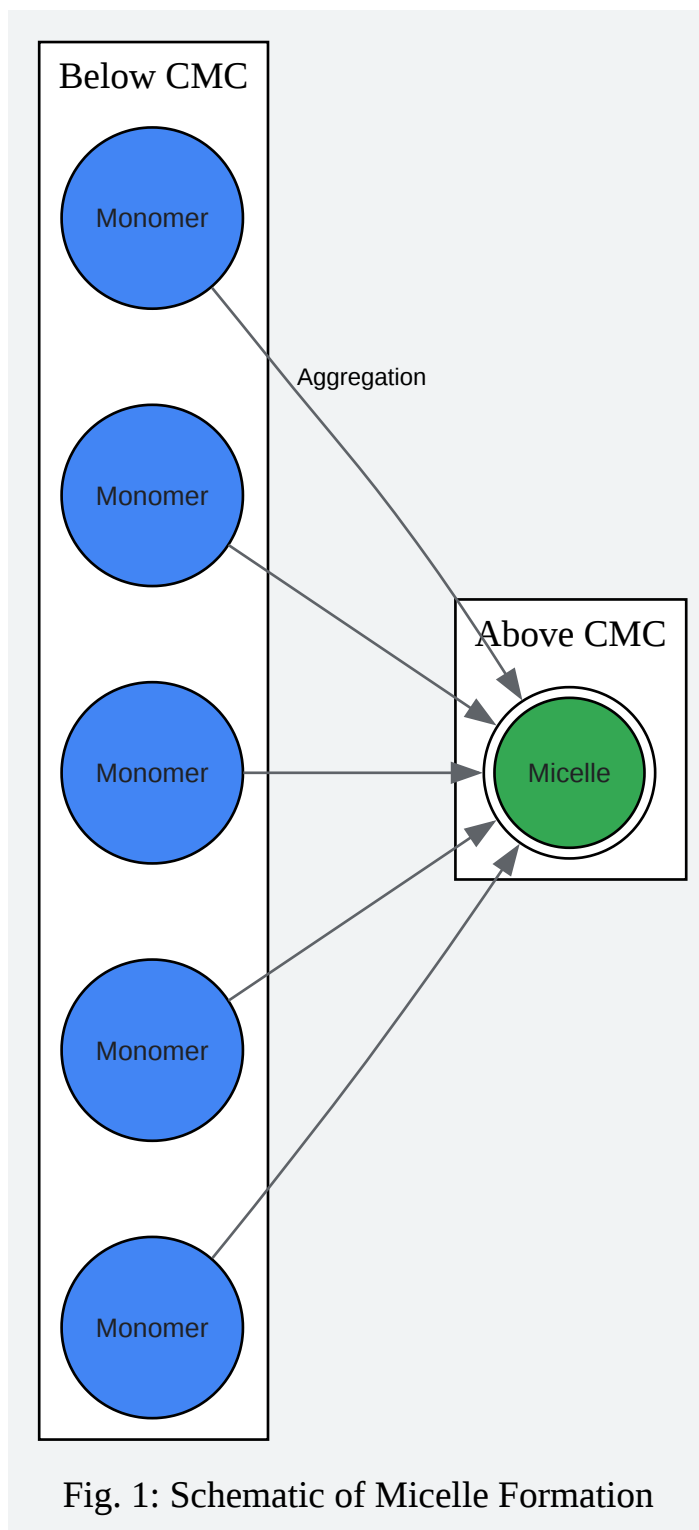 Below CMC
Monomer
Aggregation
Monomer
Above CMC
Monomer
Micelle
Monomer
Monomer
Fig. 1: Schematic of Micelle Formation